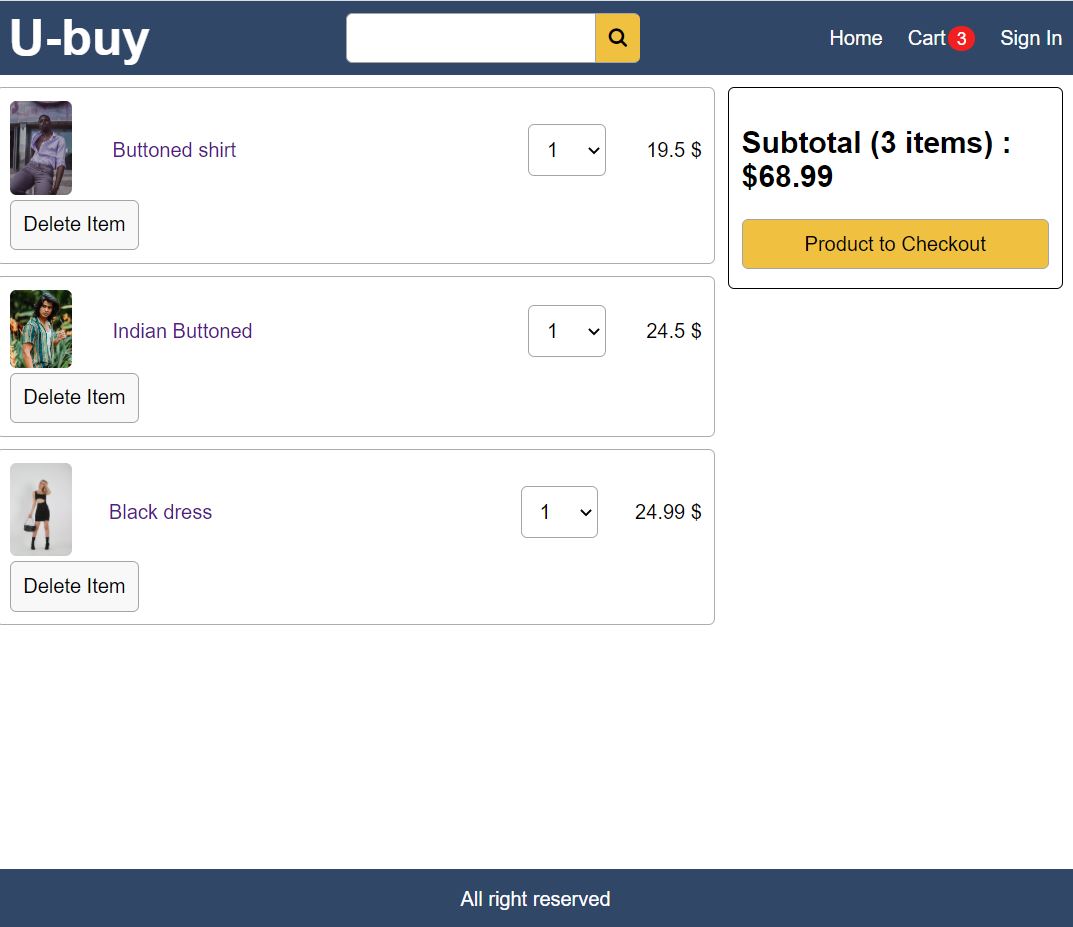 U-buy
Home Cart 3 Sign In
Buttoned shirt 1 19.5 $
Delete Item
Indian Buttoned 1 24.5 $
Delete Item
Black dress 1 24.99 $
Delete Item
Subtotal (3 items) :
$68.99
Product to Checkout
All right reserved